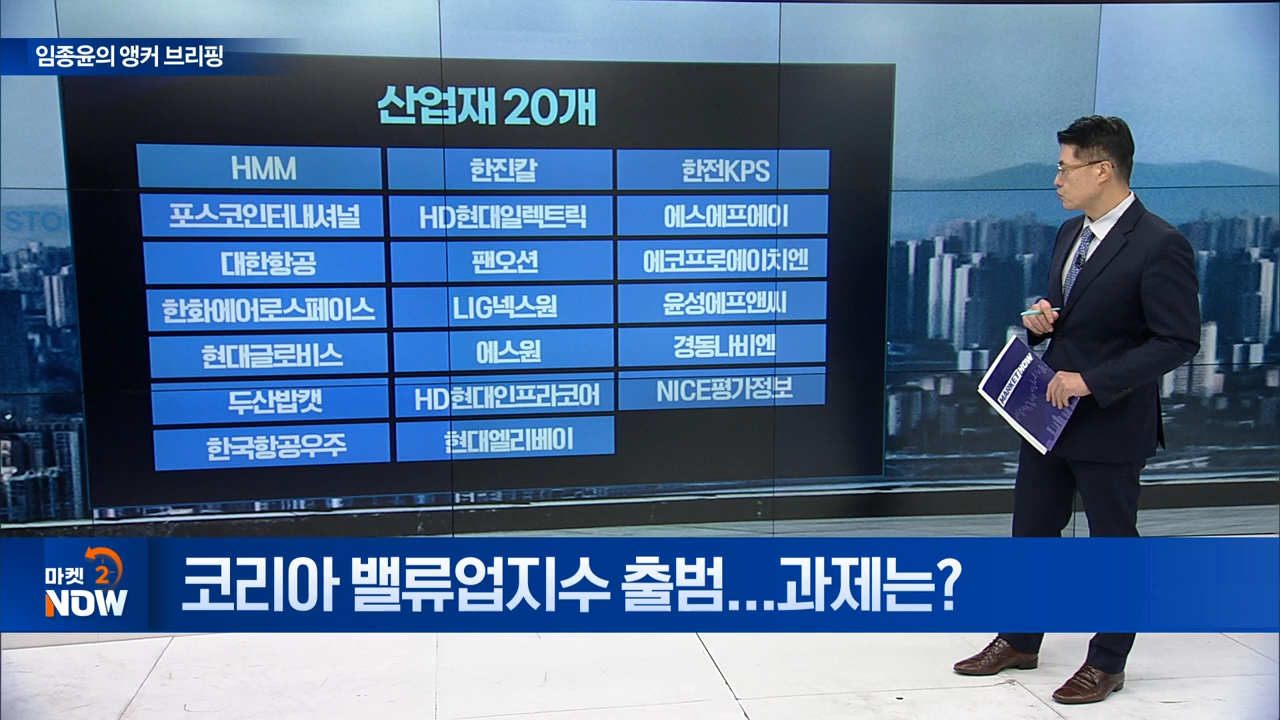 임종윤의 앵커 브리핑
산업재 20개
HMM 한진칼 한전KPS
포스코인터내셔널 HD현대일렉트릭 에스에프에이
대한항공 팬오션 에코프로에이치엔
한화에어로스페이스 LIG넥스원 윤성에프앤씨
현대글로비스 에스원 경동나비엔
두산밥캣 HD현대인프라코어 NICE평가정보
한국항공우주 현대엘리베이
STO
MARKET NOW
마켓 2
NOW
코리아 밸류업지수 출범...과제는?